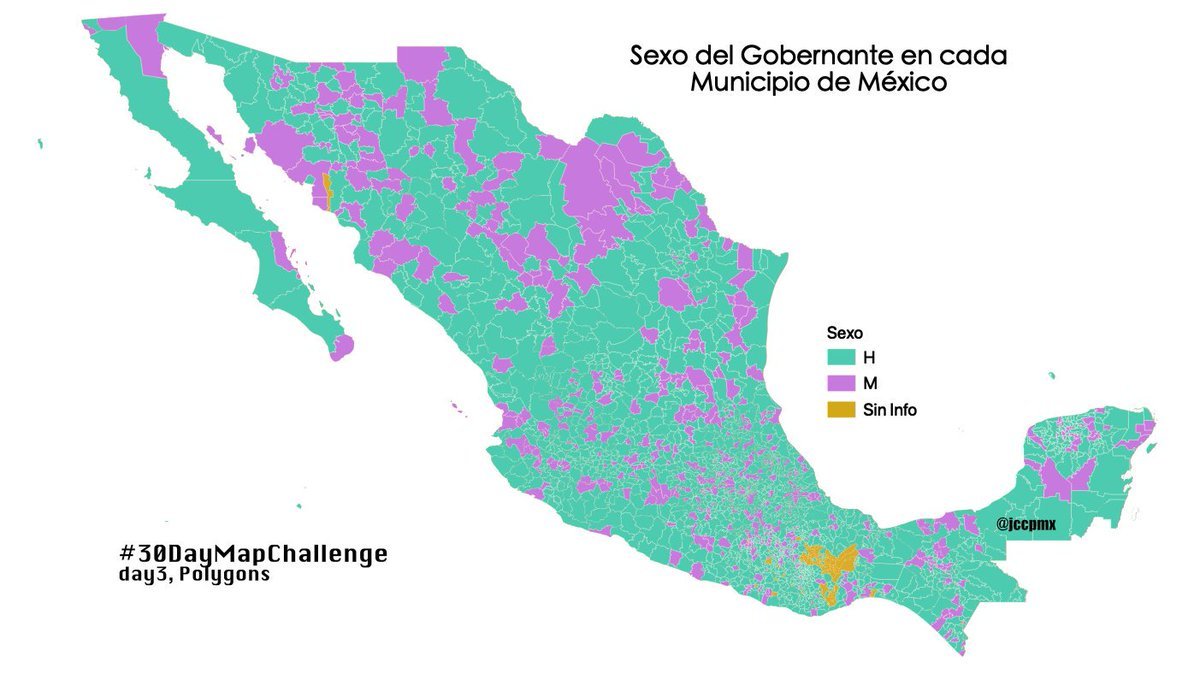 Sexo del Gobernante en cada
Municipio de México
Sexo
H
M
Sin Info
@jccpmx
#30DayMapChallenge
day3, Polygons